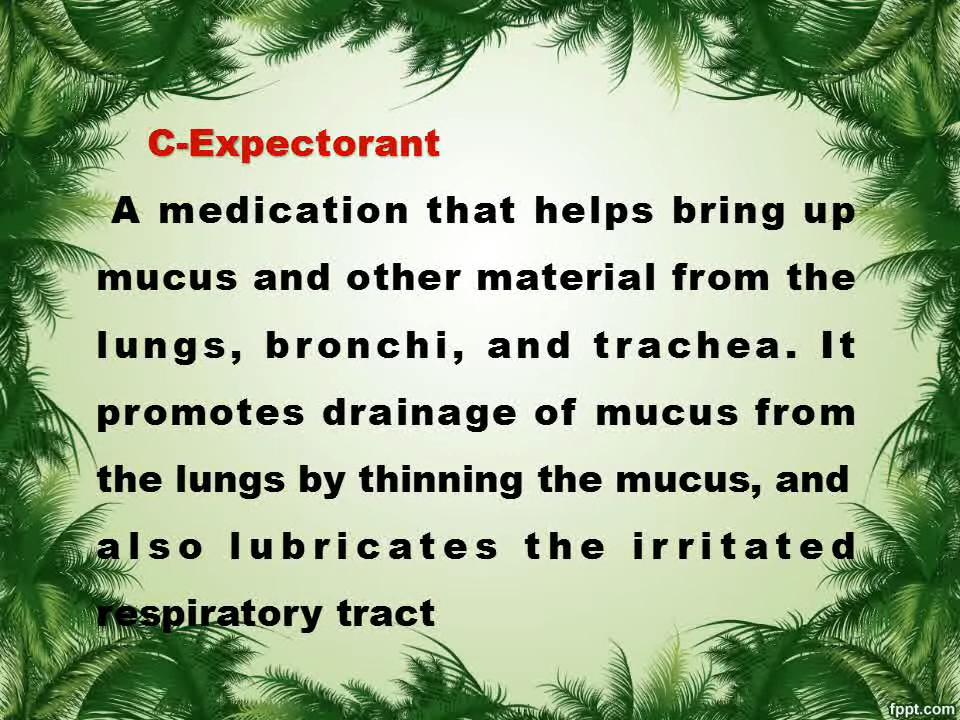 C-Expectorant
A medication that helps bring up
mucus and other material from the
lungs, bronchi, and trachea. It
promotes drainage of mucus from
the lungs by thinning the mucus, and
also lubricates the irritated
respiratory tract
fppt.com